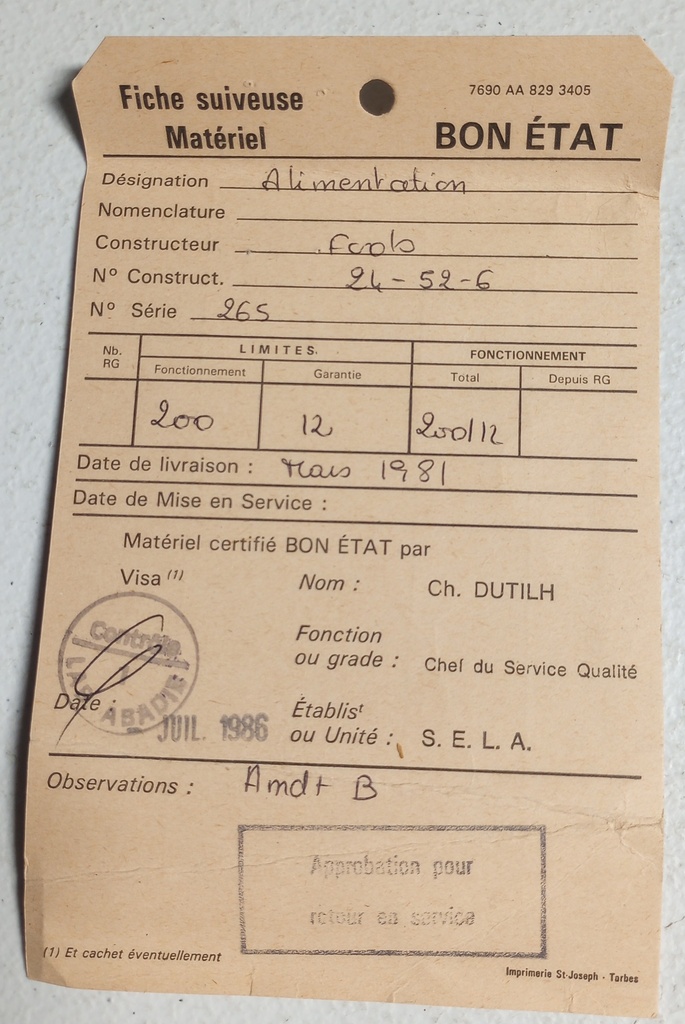 Fiche suiveuse
Matériel
7690 AA 829 3405
BON ÉTAT
Désignation Alimentation
Nomenclature
Constructeur
N° Construct. 24-52-6
N° Série 265
Nb. RG
LIMITES
FONCTIONNEMENT
Fonctionnement Garantie Total Depuis RG
200 12 200/12
Date de livraison : Mars 1981
Date de Mise en Service :
Matériel certifié BON ÉTAT par
Visa (1) Nom : Ch. DUTILH
Contrôle
ABADIE
Fonction
ou grade : Chef du Service Qualité
Date : JUIL. 1986
Établist
ou Unité : S. E. L. A.
Observations : Amdt B
Approbation pour
retour en service
(1) Et cachet éventuellement
Imprimerie St-Joseph - Tarbes